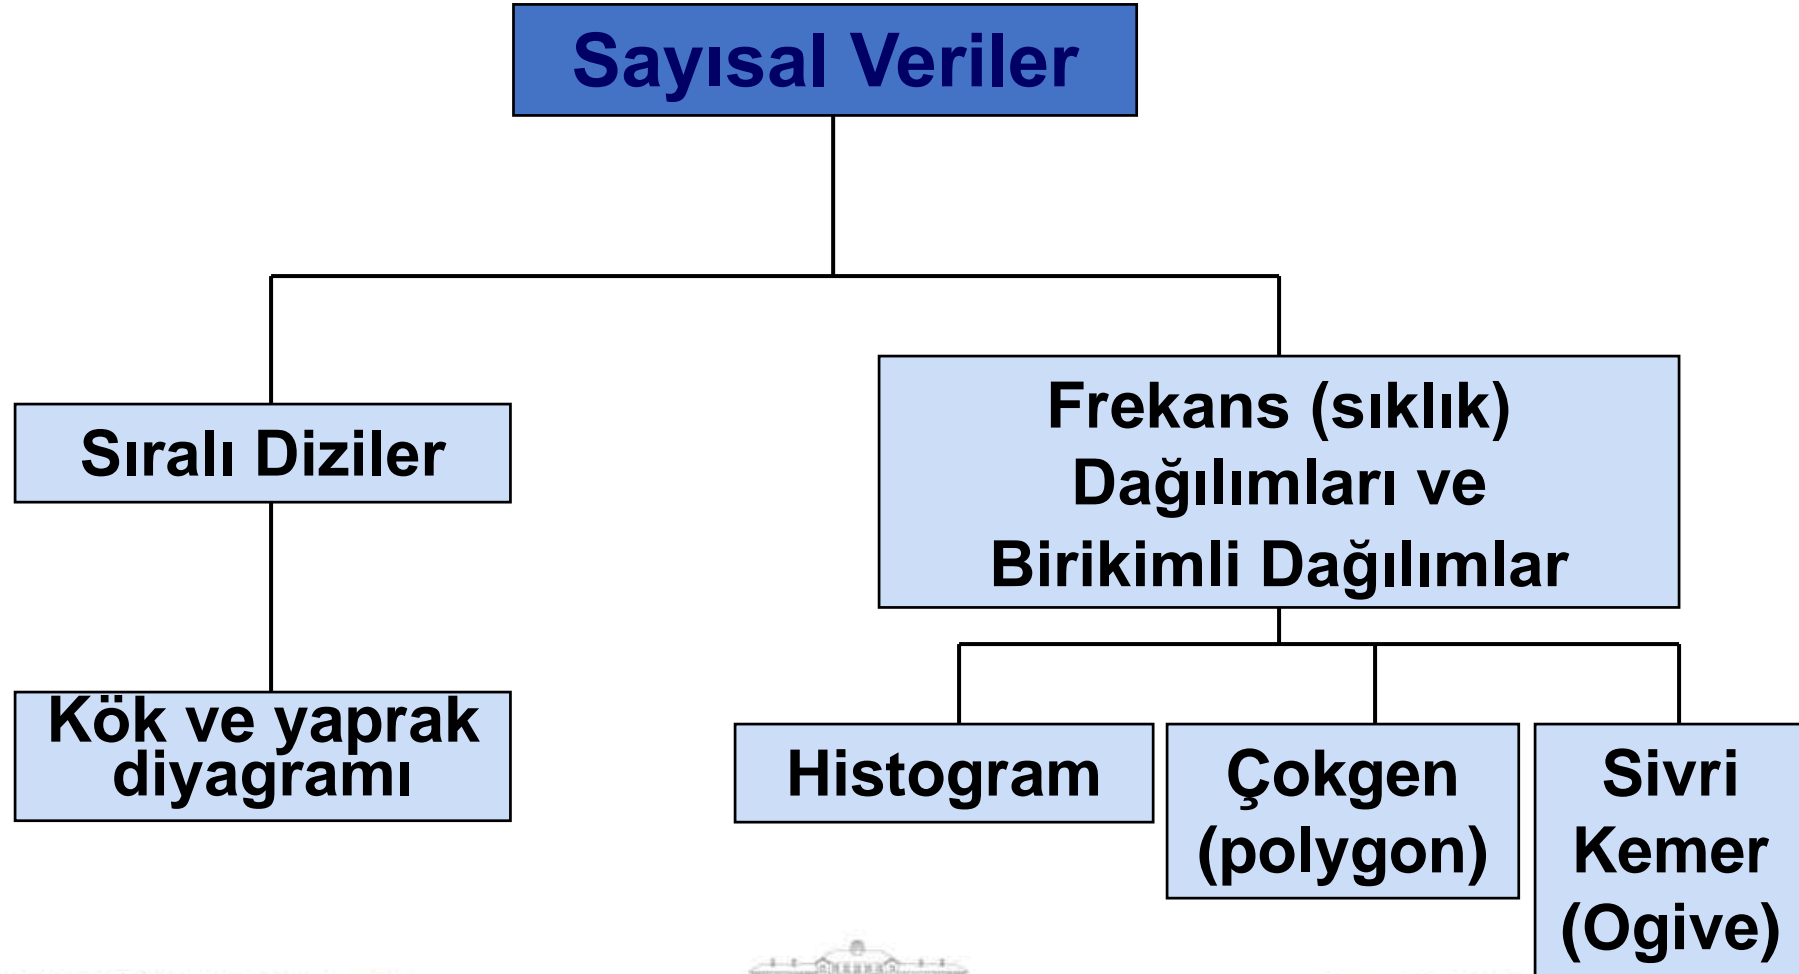 Sayısal Veriler
Sıralı Diziler
Frekans (sıklık)
Dağılımları ve
Birikimli Dağılımlar
Kök ve yaprak
diyagramı
Histogram
Çokgen
(polygon)
Sivri
Kemer
(Ogive)